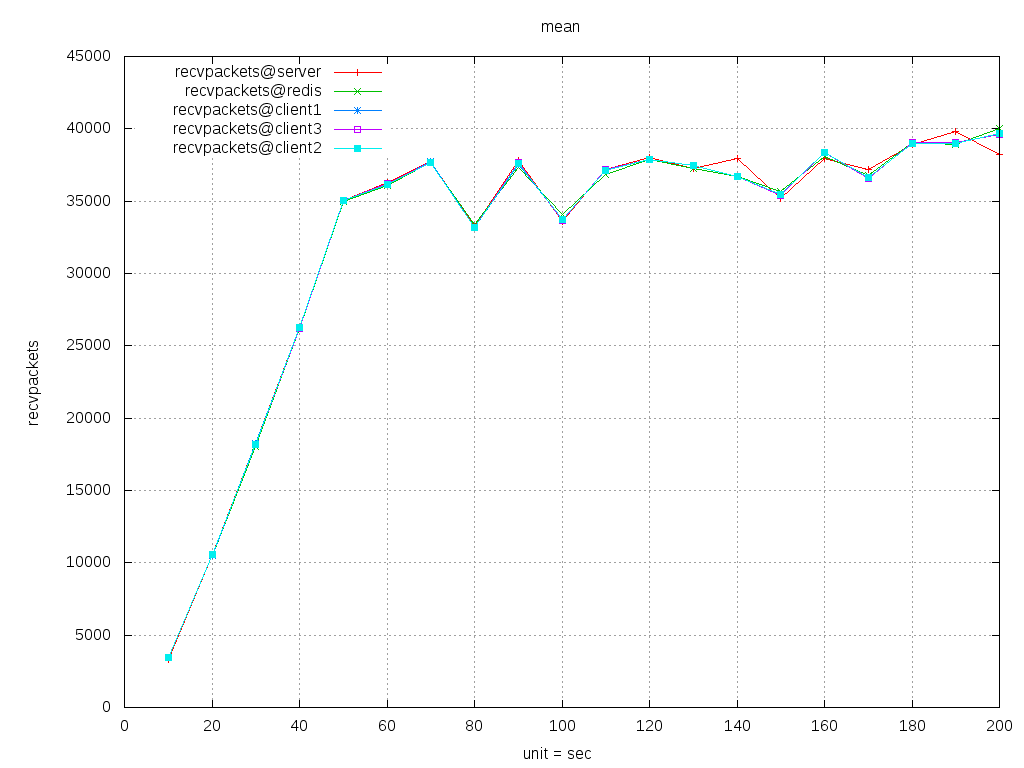 mean
recvpackets@server
recvpackets@redis
recvpackets@client1
recvpackets@client3
recvpackets@client2
45000
40000
35000
30000
25000
20000
15000
10000
5000
0
recvpackets
0 20 40 60 80 100 120 140 160 180 200
unit = sec